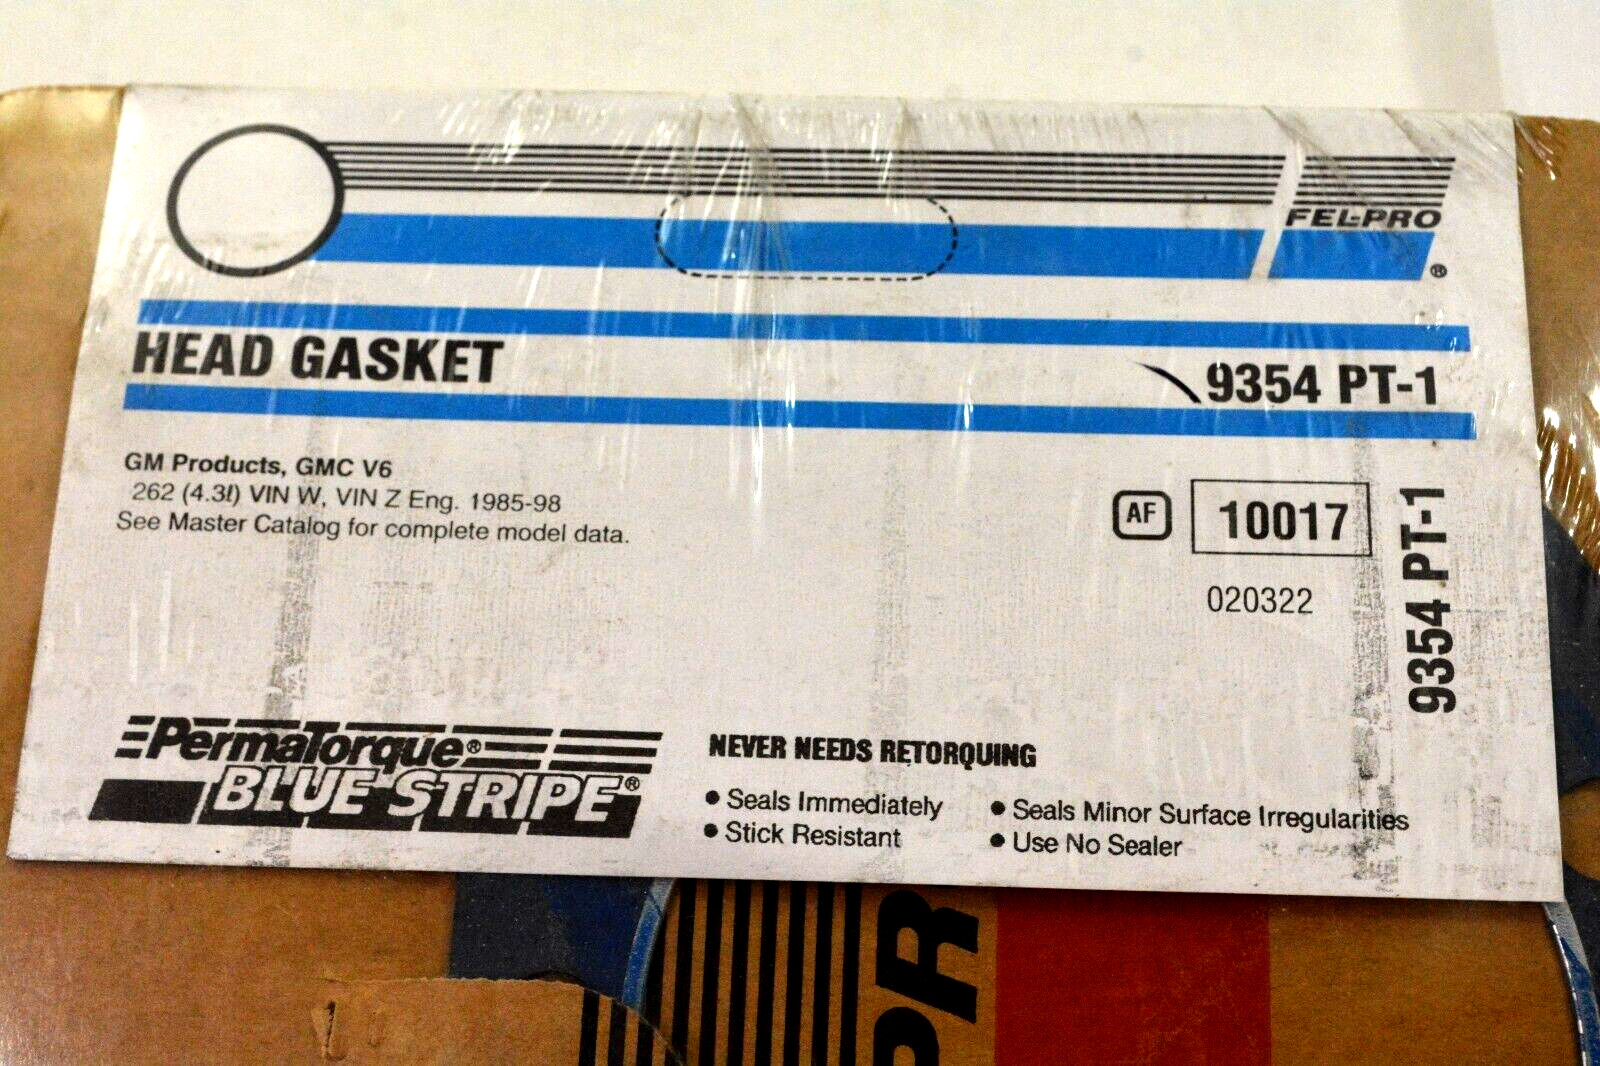 FEL-PRO
®
HEAD GASKET
9354 PT-1
GM Products, GMC V6
262 (4.3ℓ) VIN W, VIN Z Eng. 1985-98
See Master Catalog for complete model data.
AF
10017
020322
9354 PT-1
PermaTorque®
BLUE STRIPE®
NEVER NEEDS RETORQUING
• Seals Immediately
• Stick Resistant
• Seals Minor Surface Irregularities
• Use No Sealer
PR